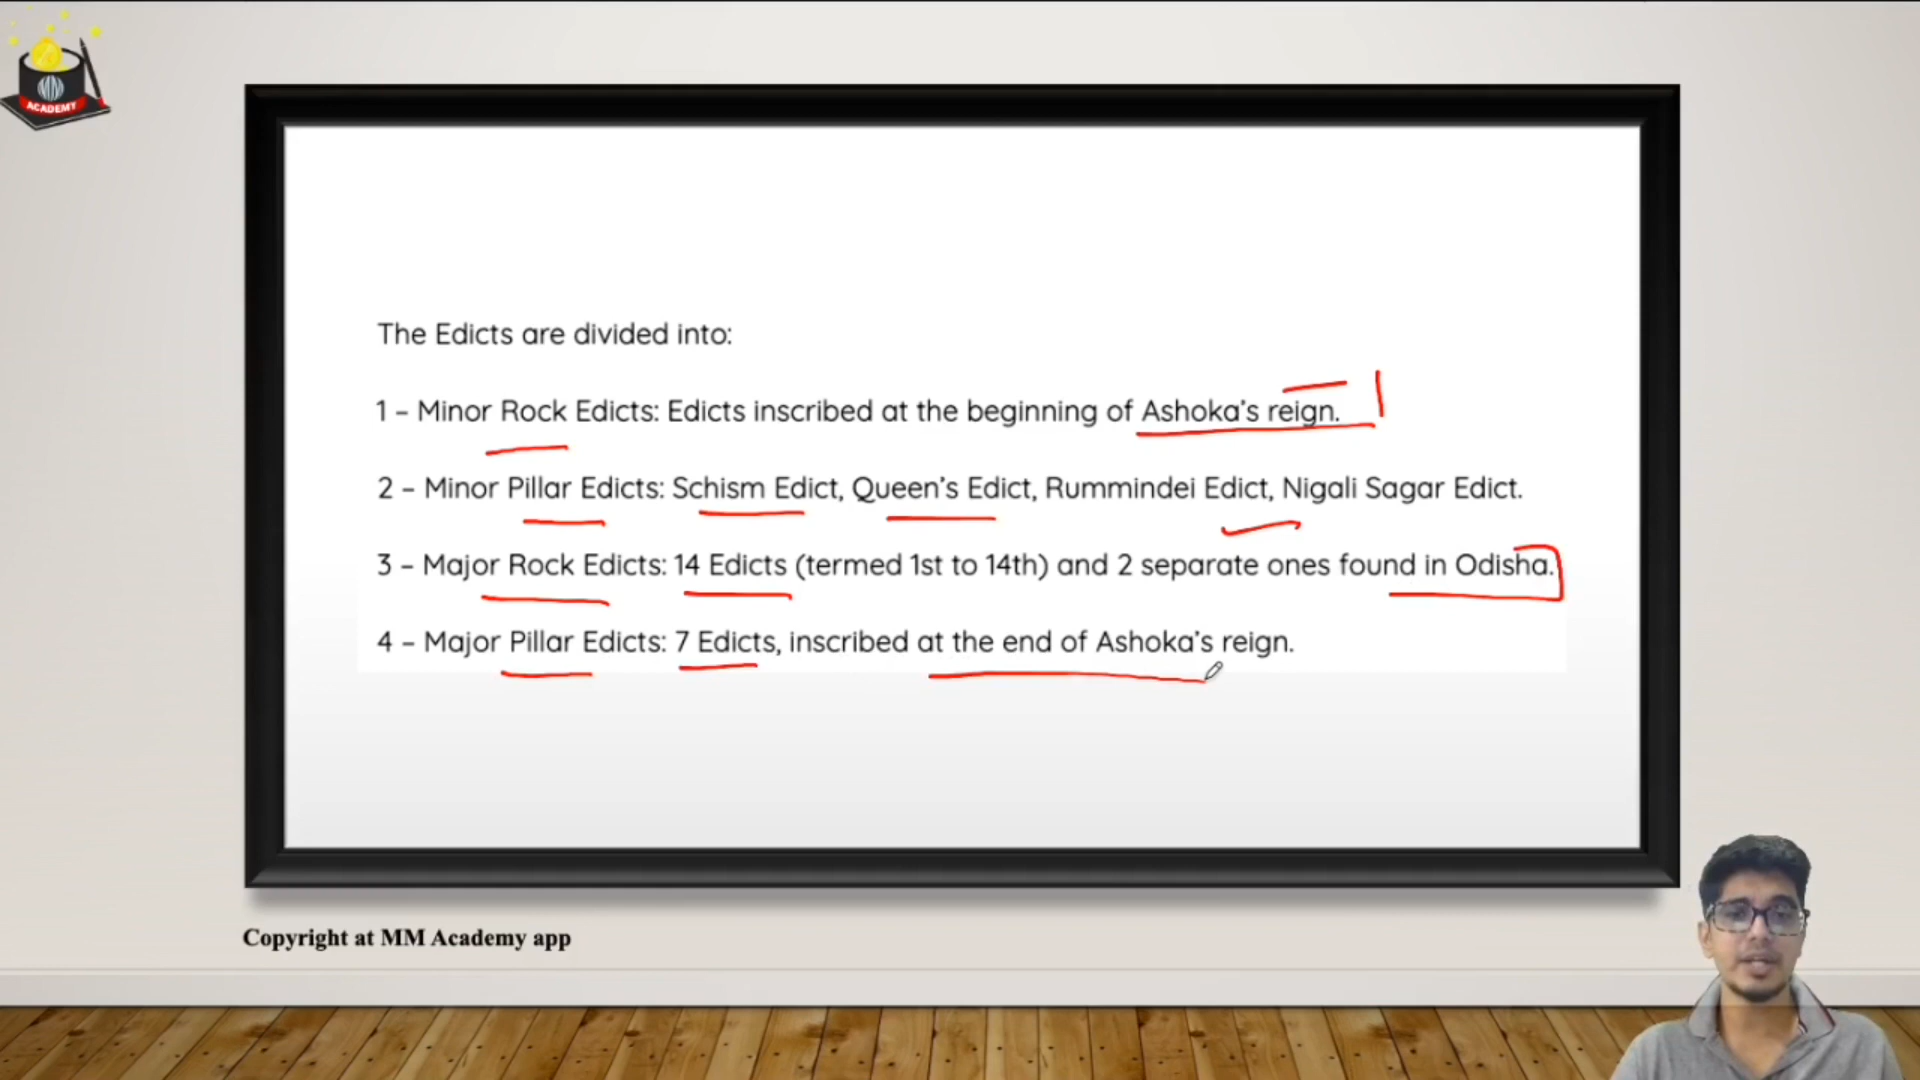 ACADEMY
The Edicts are divided into:
1 – Minor Rock Edicts: Edicts inscribed at the beginning of Ashoka's reign.
2 – Minor Pillar Edicts: Schism Edict, Queen's Edict, Rummindei Edict, Nigali Sagar Edict.
3 – Major Rock Edicts: 14 Edicts (termed 1st to 14th) and 2 separate ones found in Odisha.
4 – Major Pillar Edicts: 7 Edicts, inscribed at the end of Ashoka's reign.
Copyright at MM Academy app